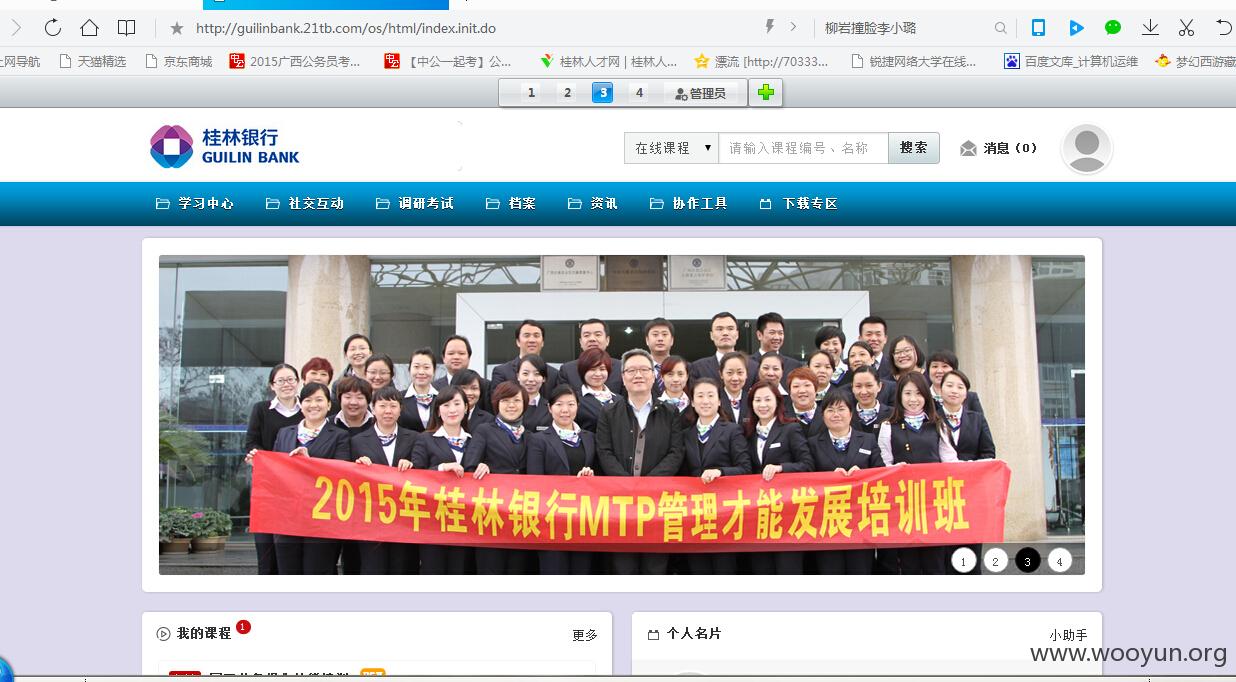 http://guilinbank.21tb.com/os/html/index.init.do
柳岩撞脸李小璐
上网导航 天猫精选 京东商城 2015广西公务员考... 【中公一起考】公... 桂林人才网 | 桂林人... 漂流 [http://70333... 锐捷网络大学在线... 百度文库_计算机运维 梦幻西游藏
1 2 3 4 管理员
桂林银行
GUILIN BANK
在线课程 请输入课程编号、名称 搜索 消息 (0)
学习中心 社交互动 调研考试 档案 资讯 协作工具 下载专区
2015年桂林银行MTP管理才能发展培训班
1 2 3 4
我的课程 1 更多
个人名片 小助手
www.wooyun.org